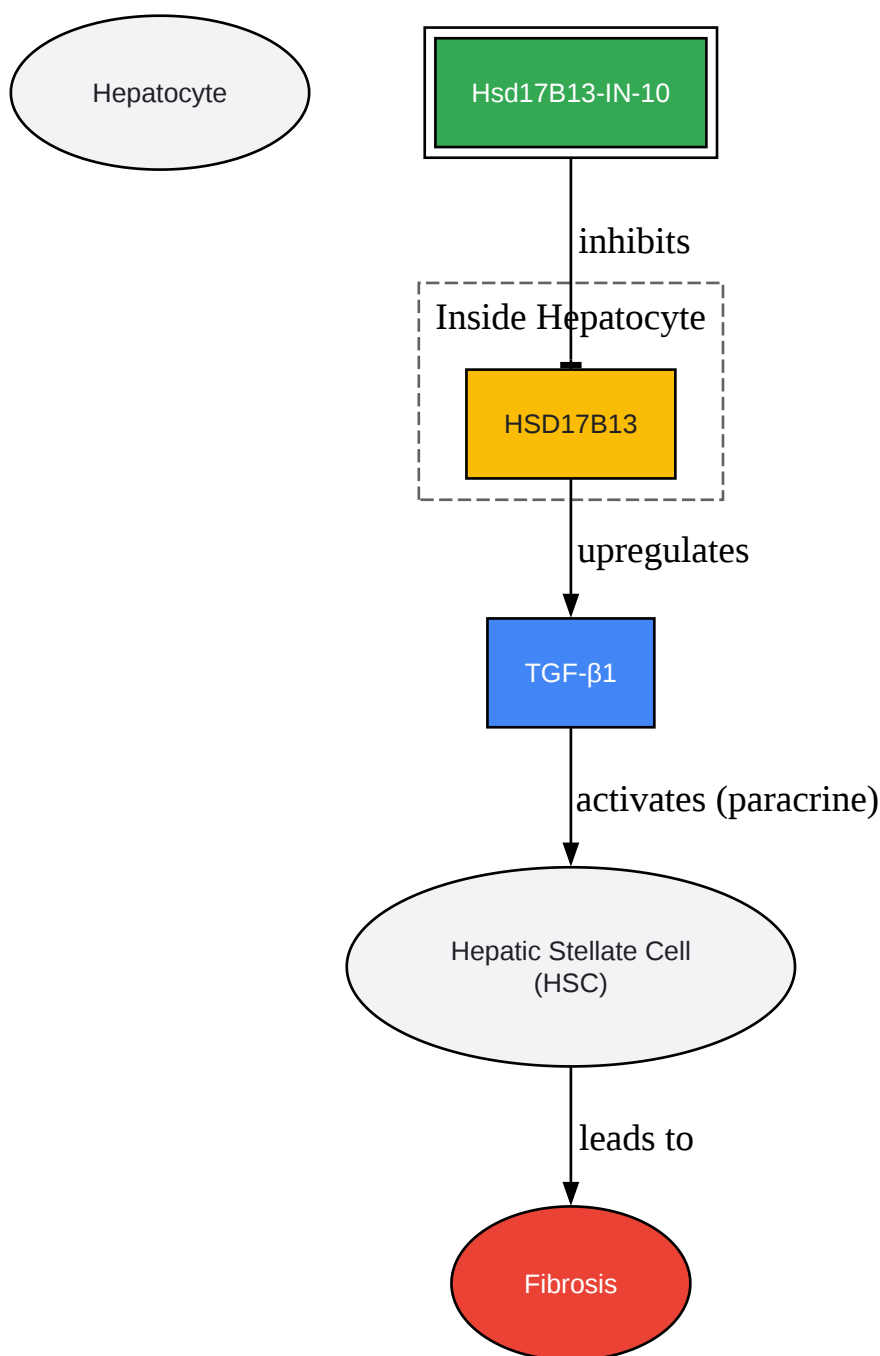 Hepatocyte
Hsd17B13-IN-10
inhibits
Inside Hepatocyte
HSD17B13
upregulates
TGF-β1
activates (paracrine)
Hepatic Stellate Cell
(HSC)
leads to
Fibrosis